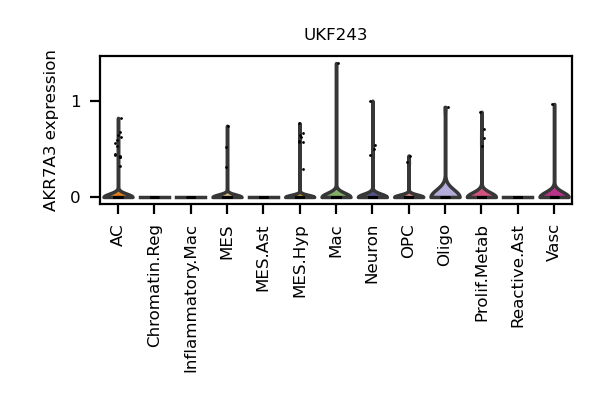 UKF243
AKR7A3 expression
1
0
AC
Chromatin.Reg
Inflammatory.Mac
MES
MES.Ast
MES.Hyp
Mac
Neuron
OPC
Oligo
Prolif.Metab
Reactive.Ast
Vasc